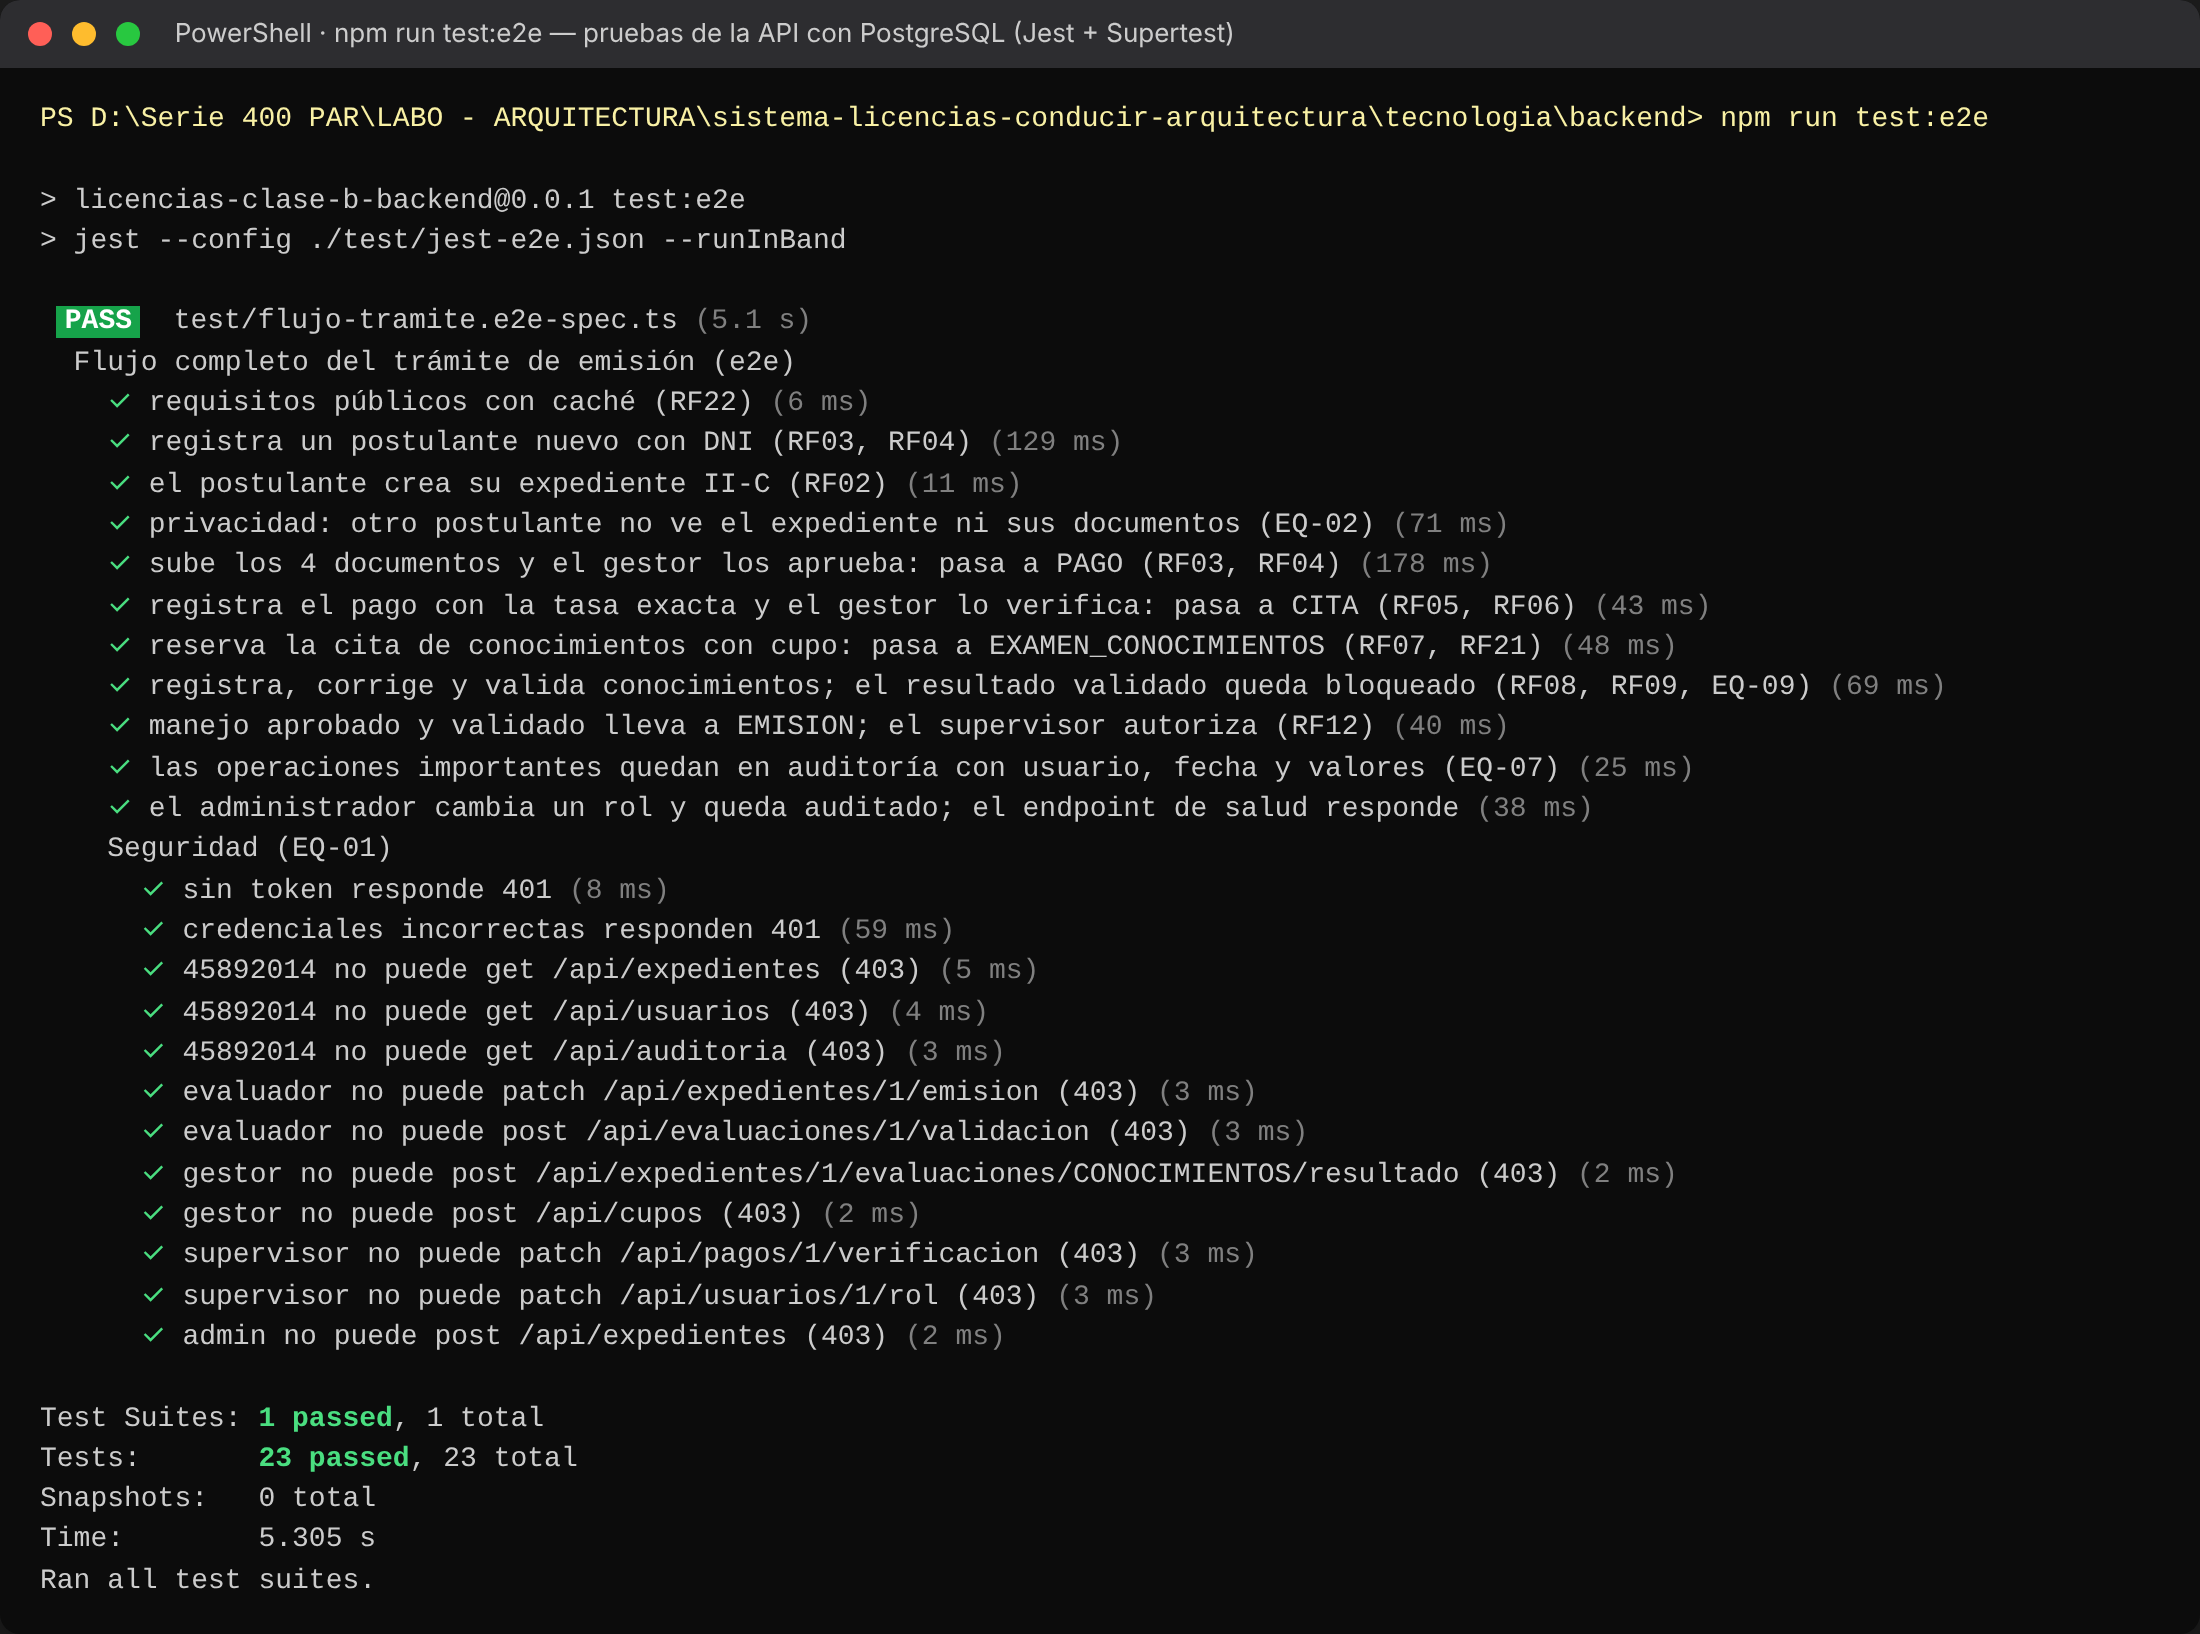 PowerShell · npm run test:e2e — pruebas de la API con PostgreSQL (Jest + Supertest)
PS D:\Serie 400 PAR\LABO - ARQUITECTURA\sistema-licencias-conducir-arquitectura\tecnologia\backend> npm run test:e2e
> licencias-clase-b-backend@0.0.1 test:e2e
> jest --config ./test/jest-e2e.json --runInBand
PASS test/flujo-tramite.e2e-spec.ts (5.1 s)
Flujo completo del trámite de emisión (e2e)
✓ requisitos públicos con caché (RF22) (6 ms)
✓ registra un postulante nuevo con DNI (RF03, RF04) (129 ms)
✓ el postulante crea su expediente II-C (RF02) (11 ms)
✓ privacidad: otro postulante no ve el expediente ni sus documentos (EQ-02) (71 ms)
✓ sube los 4 documentos y el gestor los aprueba: pasa a PAGO (RF03, RF04) (178 ms)
✓ registra el pago con la tasa exacta y el gestor lo verifica: pasa a CITA (RF05, RF06) (43 ms)
✓ reserva la cita de conocimientos con cupo: pasa a EXAMEN_CONOCIMIENTOS (RF07, RF21) (48 ms)
✓ registra, corrige y valida conocimientos; el resultado validado queda bloqueado (RF08, RF09, EQ-09) (69 ms)
✓ manejo aprobado y validado lleva a EMISION; el supervisor autoriza (RF12) (40 ms)
✓ las operaciones importantes quedan en auditoría con usuario, fecha y valores (EQ-07) (25 ms)
✓ el administrador cambia un rol y queda auditado; el endpoint de salud responde (38 ms)
Seguridad (EQ-01)
✓ sin token responde 401 (8 ms)
✓ credenciales incorrectas responden 401 (59 ms)
✓ 45892014 no puede get /api/expedientes (403) (5 ms)
✓ 45892014 no puede get /api/usuarios (403) (4 ms)
✓ 45892014 no puede get /api/auditoria (403) (3 ms)
✓ evaluador no puede patch /api/expedientes/1/emision (403) (3 ms)
✓ evaluador no puede post /api/evaluaciones/1/validacion (403) (3 ms)
✓ gestor no puede post /api/expedientes/1/evaluaciones/CONOCIMIENTOS/resultado (403) (2 ms)
✓ gestor no puede post /api/cupos (403) (2 ms)
✓ supervisor no puede patch /api/pagos/1/verificacion (403) (3 ms)
✓ supervisor no puede patch /api/usuarios/1/rol (403) (3 ms)
✓ admin no puede post /api/expedientes (403) (2 ms)
Test Suites: 1 passed, 1 total
Tests: 23 passed, 23 total
Snapshots: 0 total
Time: 5.305 s
Ran all test suites.